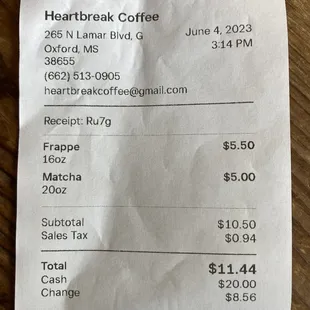 Heartbreak Coffee
265 N Lamar Blvd, G
Oxford, MS
38655
(662) 513-0905
heartbreakcoffee@gmail.com
June 4, 2023
3:14 PM
Receipt: Ru7g
Frappe $5.50
16oz
Matcha $5.00
20oz
Subtotal $10.50
Sales Tax $0.94
Total $11.44
Cash $20.00
Change $8.56